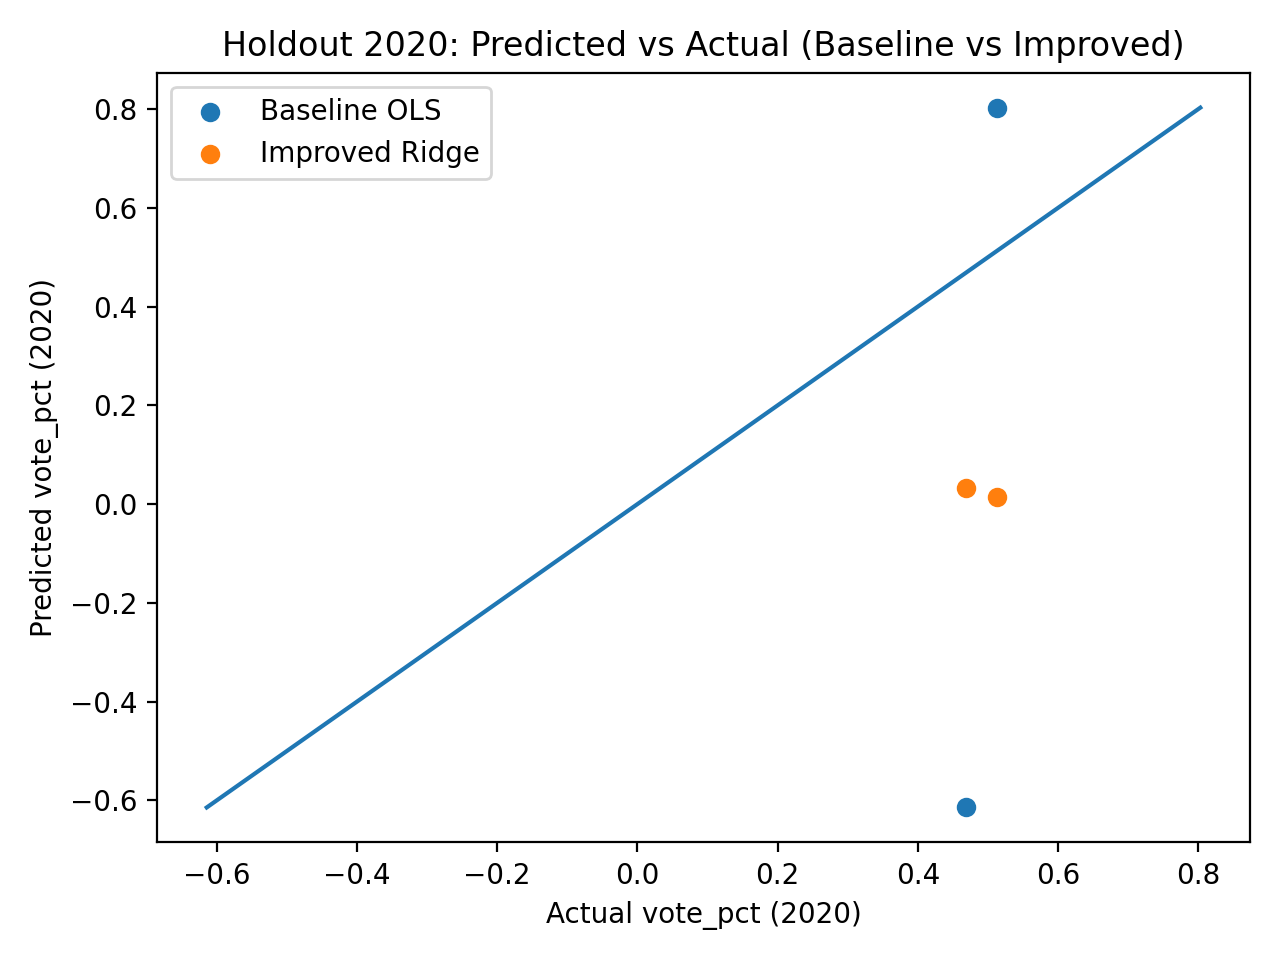 Holdout 2020: Predicted vs Actual (Baseline vs Improved)
Baseline OLS
Improved Ridge
0.8
0.6
0.4
0.2
0.0
−0.2
−0.4
−0.6
Predicted vote_pct (2020)
−0.6 −0.4 −0.2 0.0 0.2 0.4 0.6 0.8
Actual vote_pct (2020)